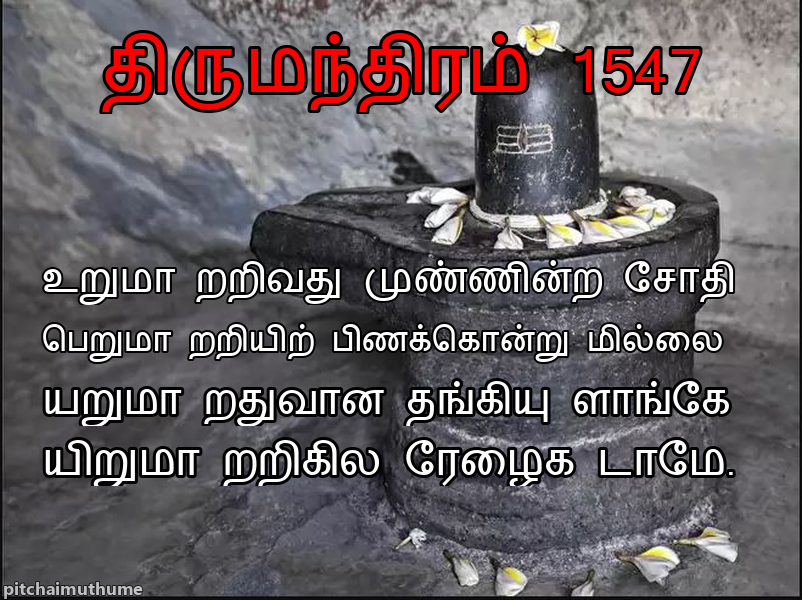 திருமந்திரம் 1547
உறுமா றறிவது முண்ணின்ற சோதி
பெறுமா றறியிற் பிணக்கொன்று மில்லை
யறுமா றதுவான தங்கியு ளாங்கே
யிறுமா றறிகில ரேழைக டாமே.
pitchaimuthume